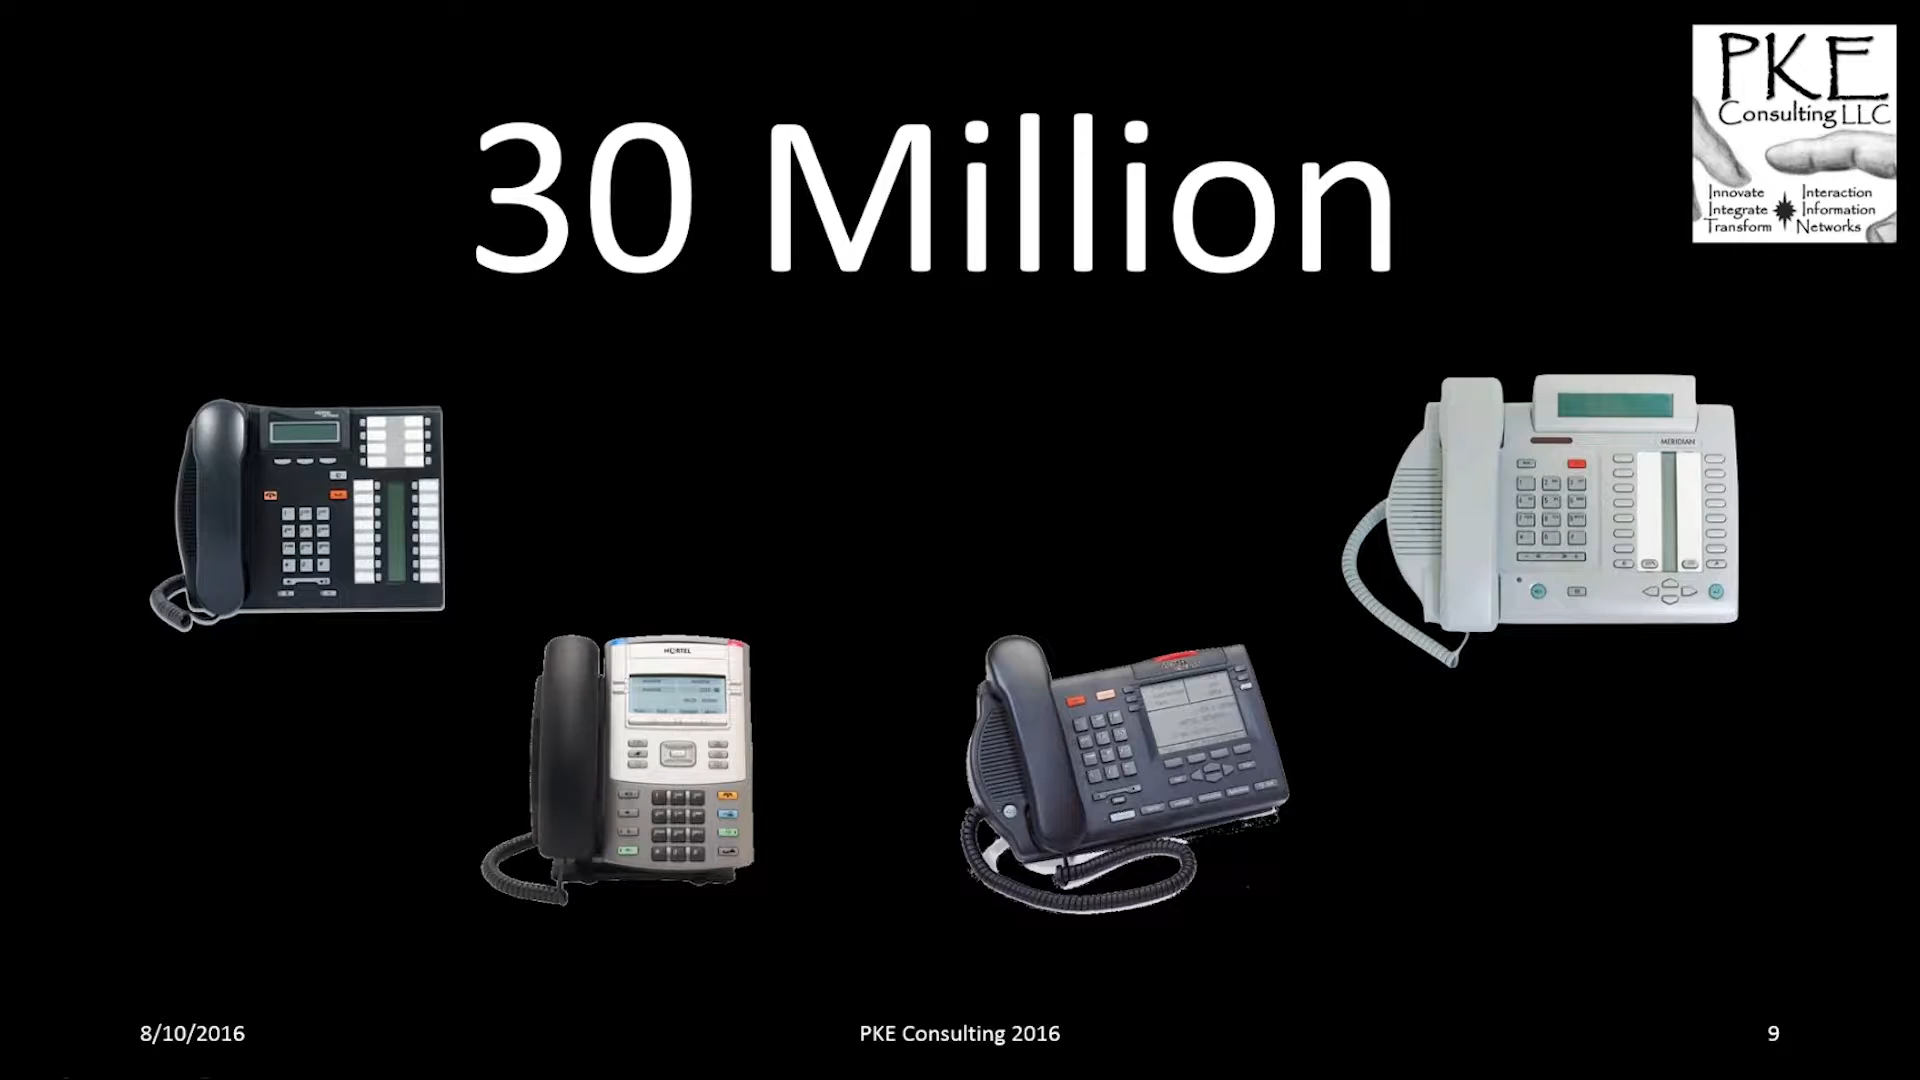 30 Million
PKE
Consulting LLC
Innovate Interaction
Integrate Information
Transform Networks
MERIDIAN
NORTEL
8/10/2016
PKE Consulting 2016
9